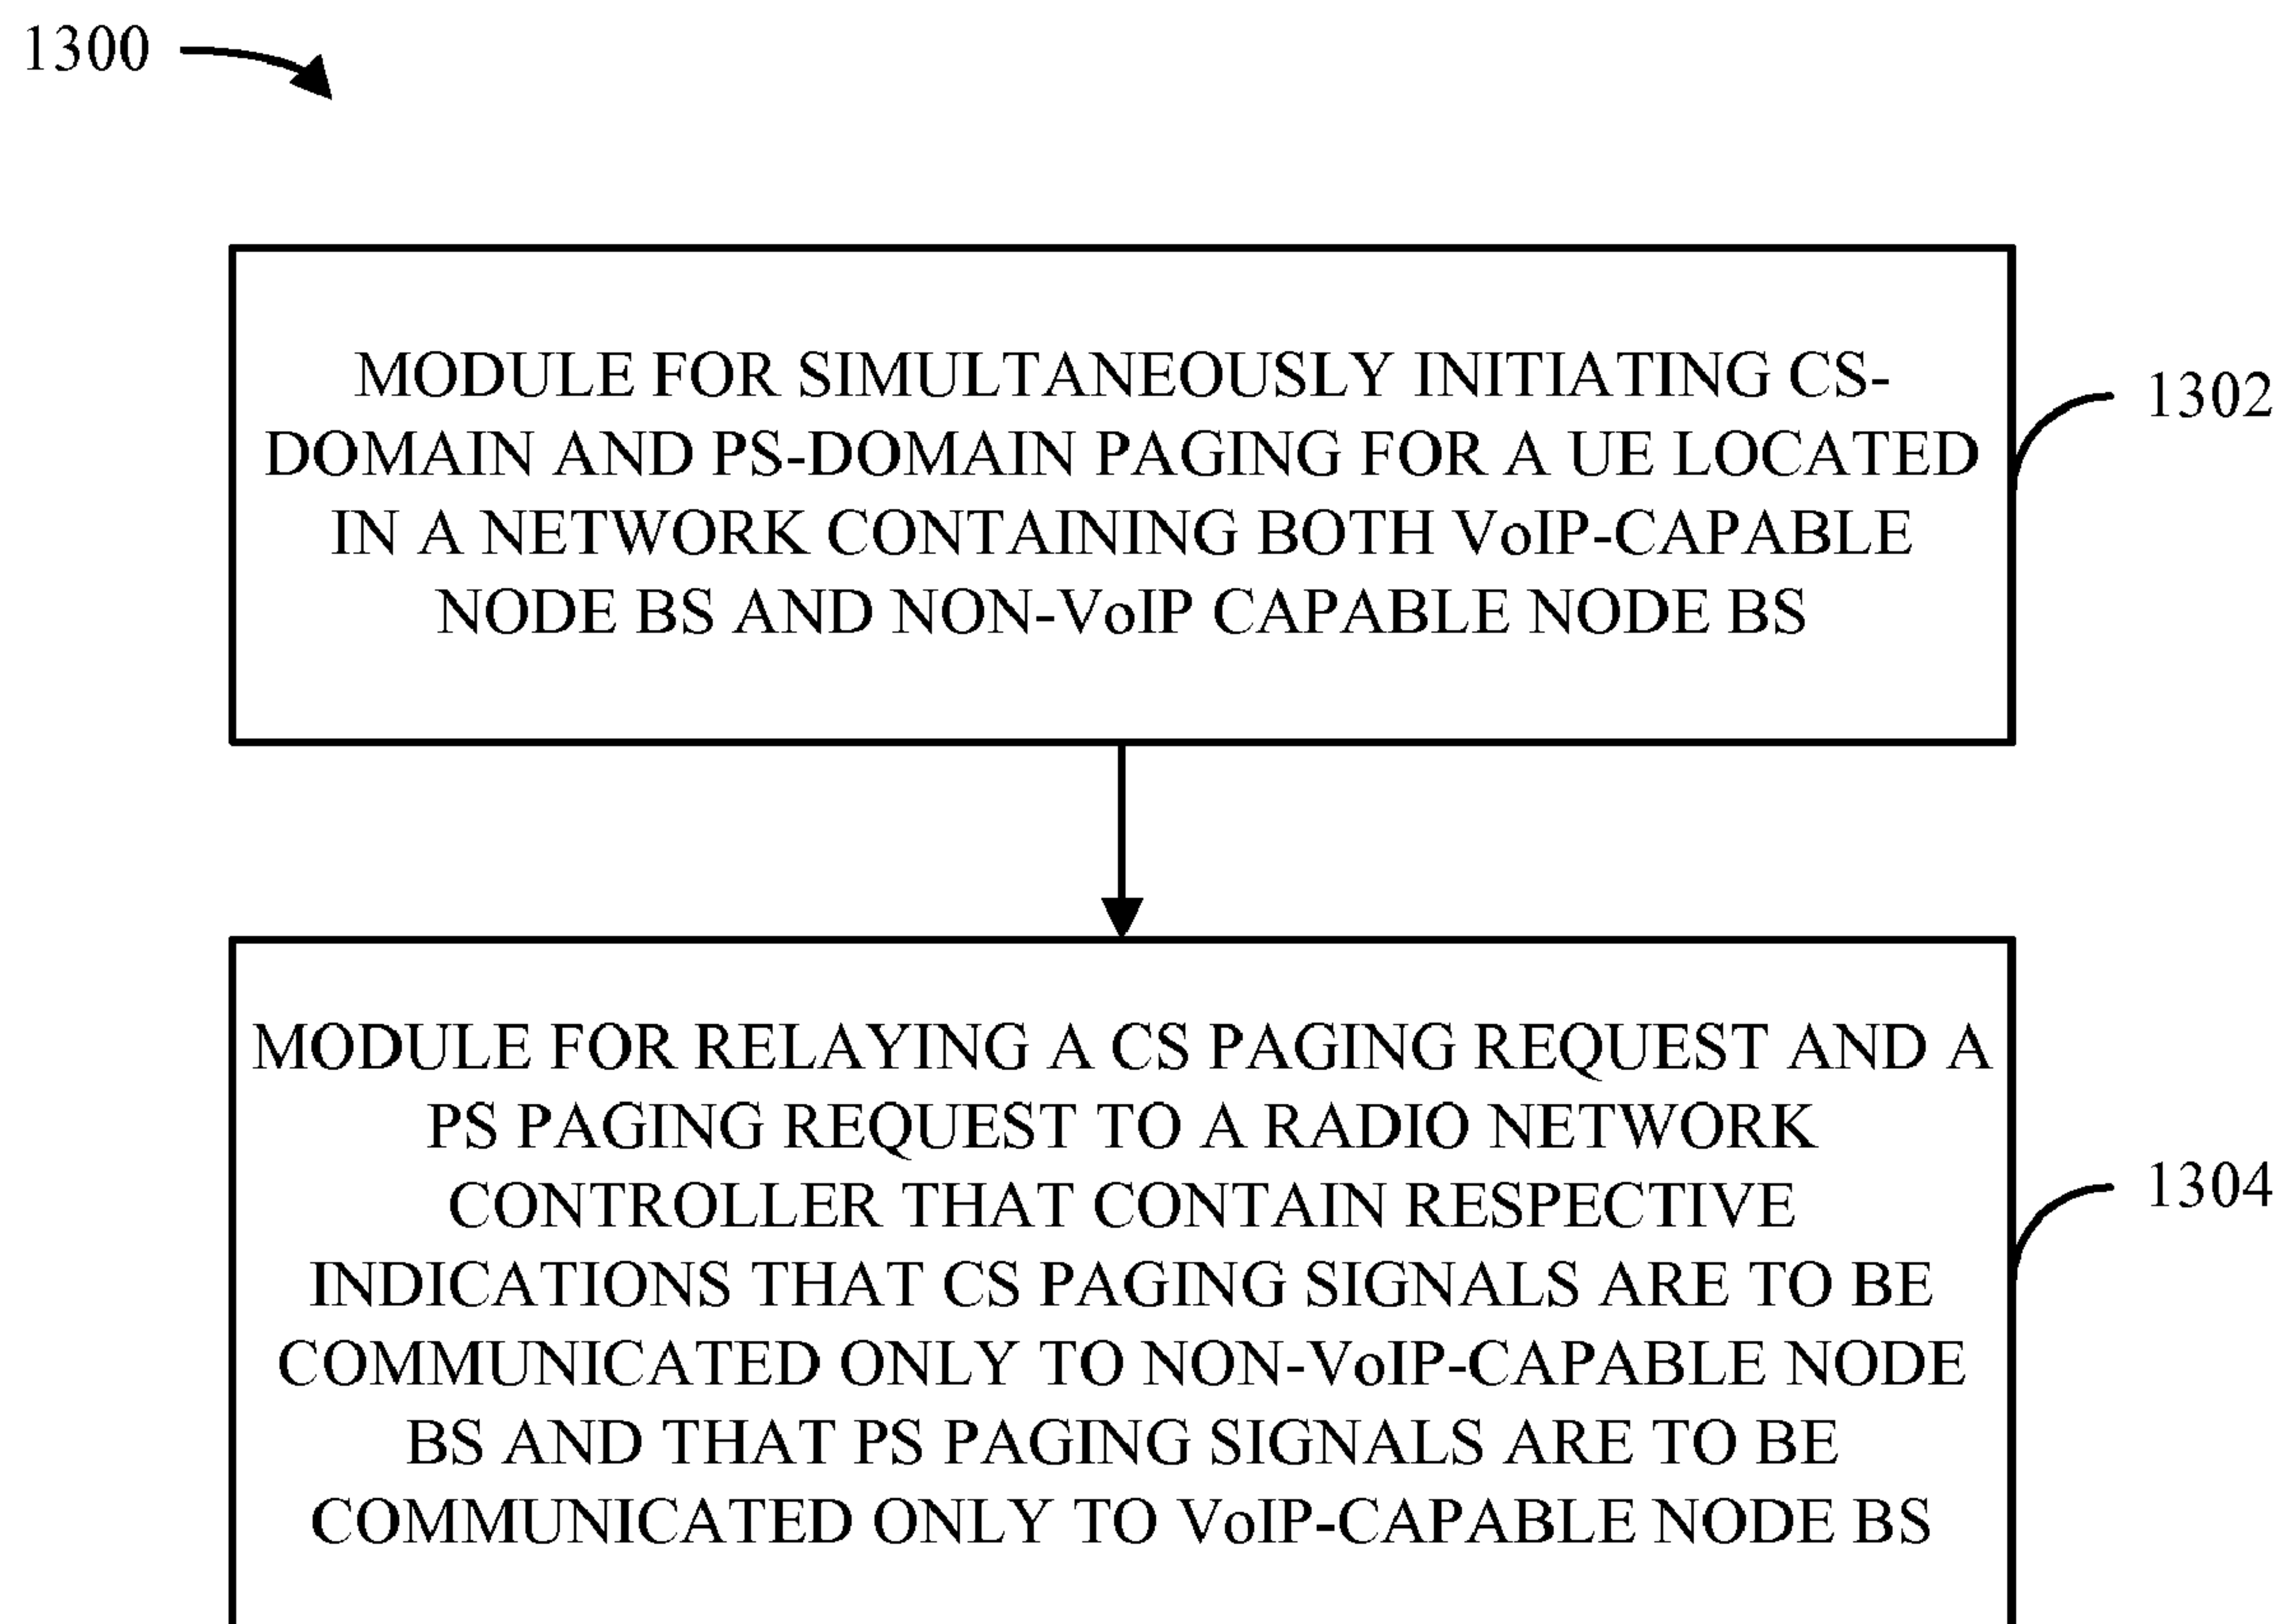 1300
MODULE FOR SIMULTANEOUSLY INITIATING CS-
DOMAIN AND PS-DOMAIN PAGING FOR A UE LOCATED
IN A NETWORK CONTAINING BOTH VoIP-CAPABLE
NODE BS AND NON-VoIP CAPABLE NODE BS
1302
MODULE FOR RELAYING A CS PAGING REQUEST AND A
PS PAGING REQUEST TO A RADIO NETWORK
CONTROLLER THAT CONTAIN RESPECTIVE
INDICATIONS THAT CS PAGING SIGNALS ARE TO BE
COMMUNICATED ONLY TO NON-VoIP-CAPABLE NODE
BS AND THAT PS PAGING SIGNALS ARE TO BE
COMMUNICATED ONLY TO VoIP-CAPABLE NODE BS
1304